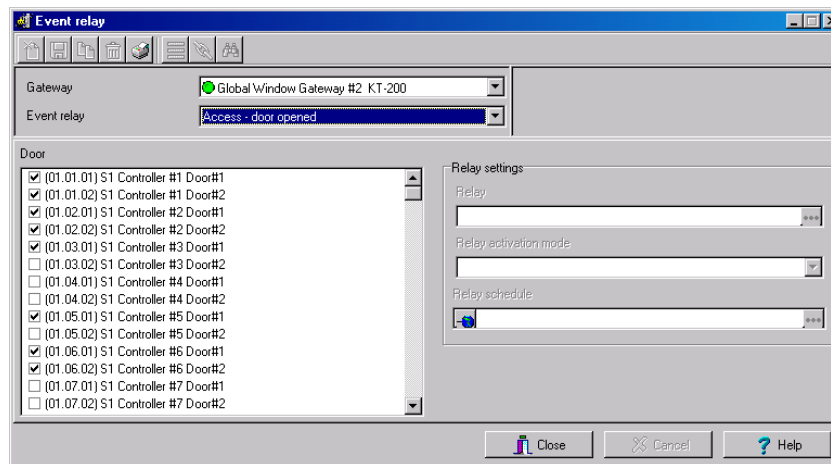 Event relay
Gateway
Global Window Gateway #2 KT-200
Event relay
Access - door opened
Door
(01.01.01) S1 Controller #1 Door#1
(01.01.02) S1 Controller #1 Door#2
(01.02.01) S1 Controller #2 Door#1
(01.02.02) S1 Controller #2 Door#2
(01.03.01) S1 Controller #3 Door#1
(01.03.02) S1 Controller #3 Door#2
(01.04.01) S1 Controller #4 Door#1
(01.04.02) S1 Controller #4 Door#2
(01.05.01) S1 Controller #5 Door#1
(01.05.02) S1 Controller #5 Door#2
(01.06.01) S1 Controller #6 Door#1
(01.06.02) S1 Controller #6 Door#2
(01.07.01) S1 Controller #7 Door#1
(01.07.02) S1 Controller #7 Door#2
Relay settings
Relay
Relay activation mode
Relay schedule
Close
Cancel
Help